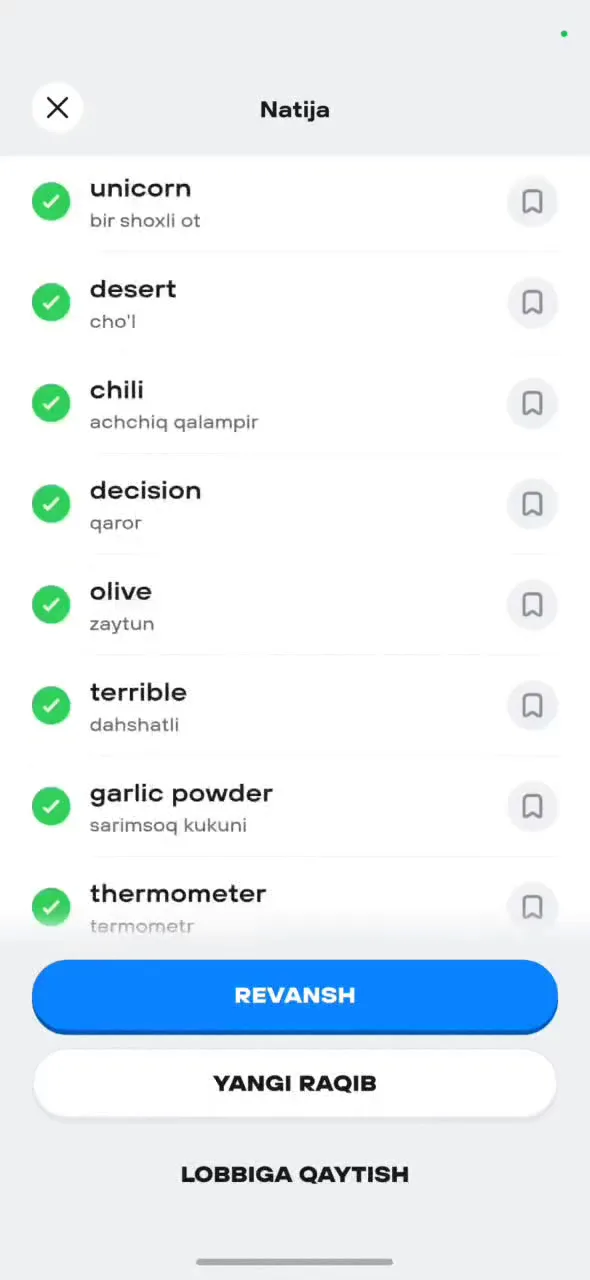 Natija
unicorn
bir shoxli ot
desert
cho'l
chili
achchiq qalampir
decision
qaror
olive
zaytun
terrible
dahshatli
garlic powder
sarimsoq kukuni
thermometer
termometr
REVANSH
YANGI RAQIB
LOBBIGA QAYTISH